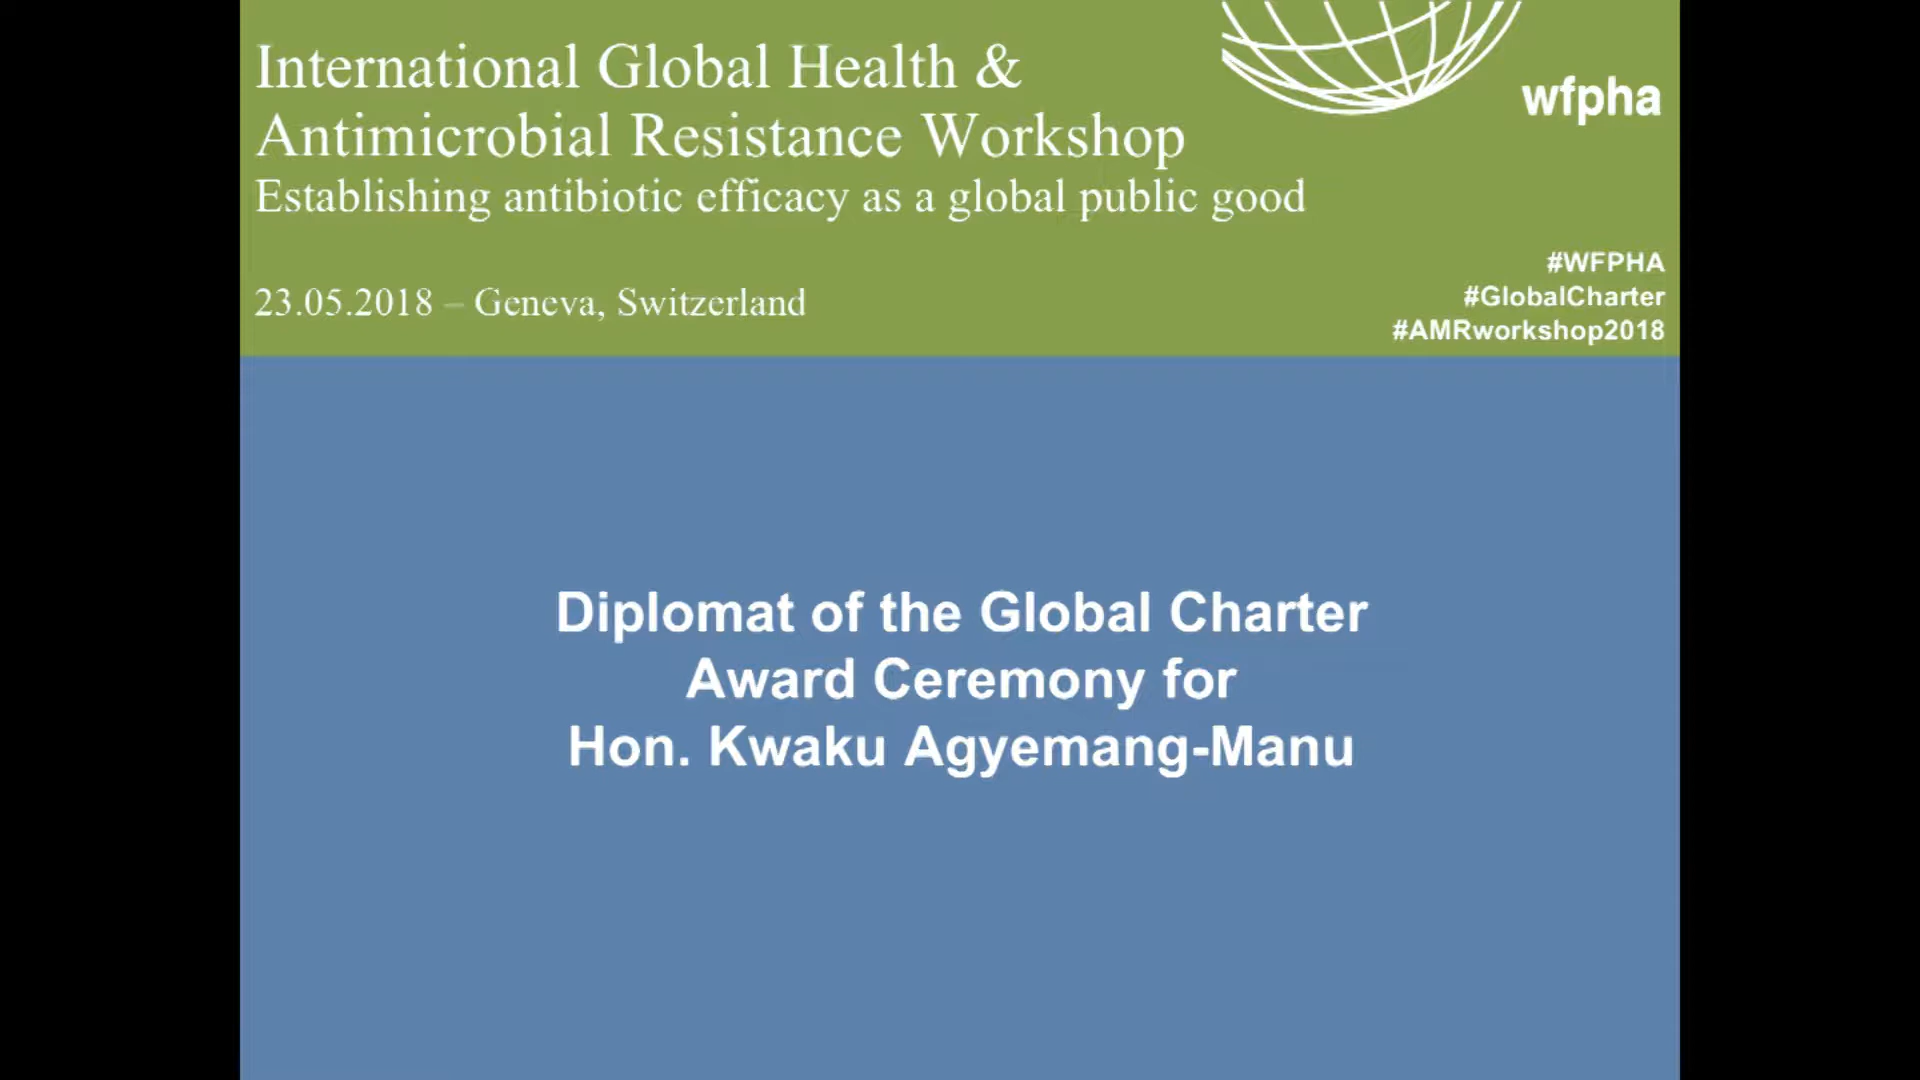 International Global Health &
Antimicrobial Resistance Workshop
Establishing antibiotic efficacy as a global public good
23.05.2018 – Geneva, Switzerland
wfpha
#WFPHA
#GlobalCharter
#AMRworkshop2018
Diplomat of the Global Charter
Award Ceremony for
Hon. Kwaku Agyemang-Manu